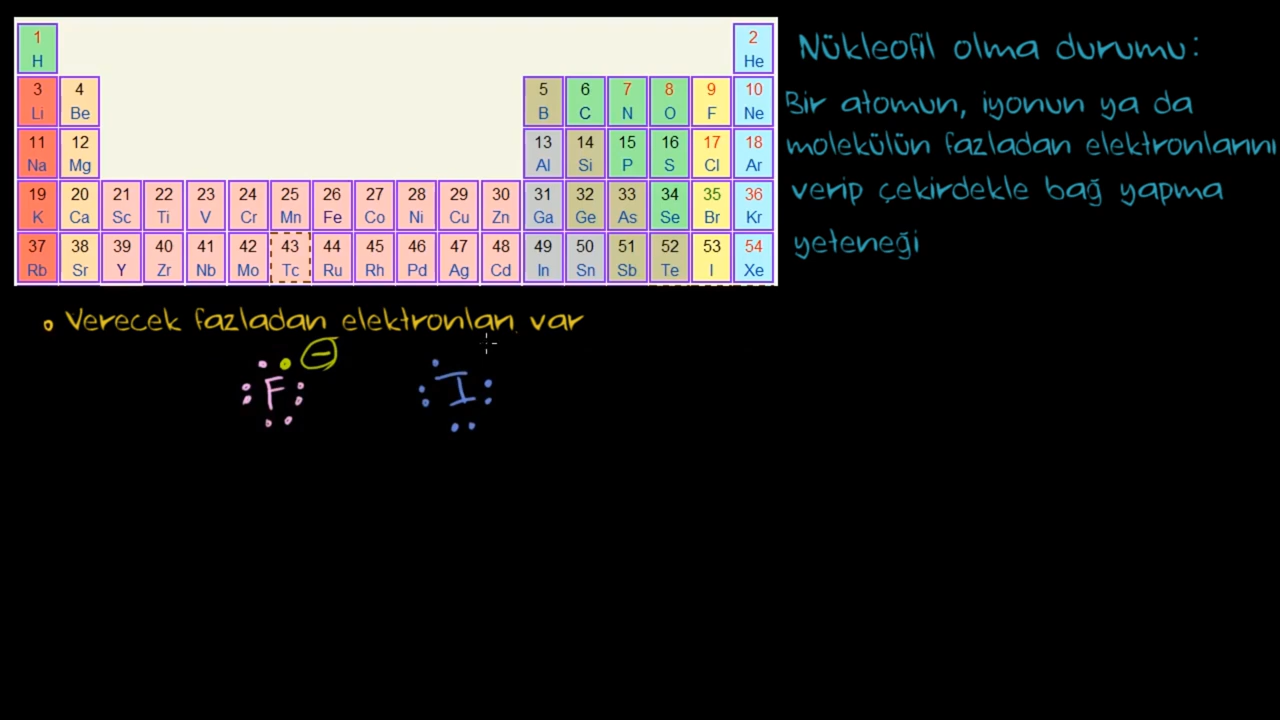 1 2
H He
3 4 5 6 7 8 9 10
Li Be B C N O F Ne
11 12 13 14 15 16 17 18
Na Mg Al Si P S Cl Ar
19 20 21 22 23 24 25 26 27 28 29 30 31 32 33 34 35 36
K Ca Sc Ti V Cr Mn Fe Co Ni Cu Zn Ga Ge As Se Br Kr
37 38 39 40 41 42 43 44 45 46 47 48 49 50 51 52 53 54
Rb Sr Y Zr Nb Mo Tc Ru Rh Pd Ag Cd In Sn Sb Te I Xe
Nükleofil olma durumu:
Bir atomun, iyonun ya da
molekülün fazladan elektronlarını
verip çekirdekle bağ yapma
yeteneği
• Verecek fazladan elektronları var
F − I